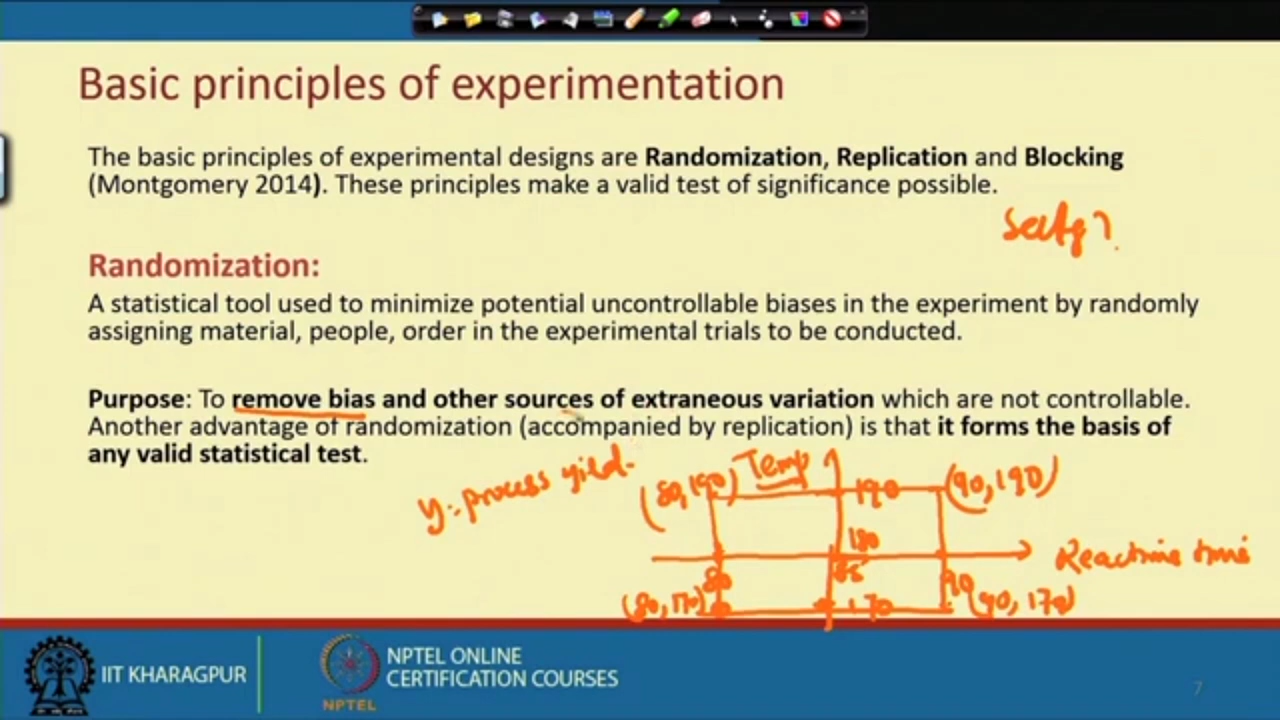 Basic principles of experimentation
The basic principles of experimental designs are Randomization, Replication and Blocking
(Montgomery 2014). These principles make a valid test of significance possible.
Randomization:
A statistical tool used to minimize potential uncontrollable biases in the experiment by randomly
assigning material, people, order in the experimental trials to be conducted.
Purpose: To remove bias and other sources of extraneous variation which are not controllable.
Another advantage of randomization (accompanied by replication) is that it forms the basis of
any valid statistical test.
y: process yield
Temp
(80,190)
190
(90,190)
180
80
85
90
Reaction time
(80,170)
170
(90,170)
IIT KHARAGPUR
NPTEL
NPTEL ONLINE
CERTIFICATION COURSES
7